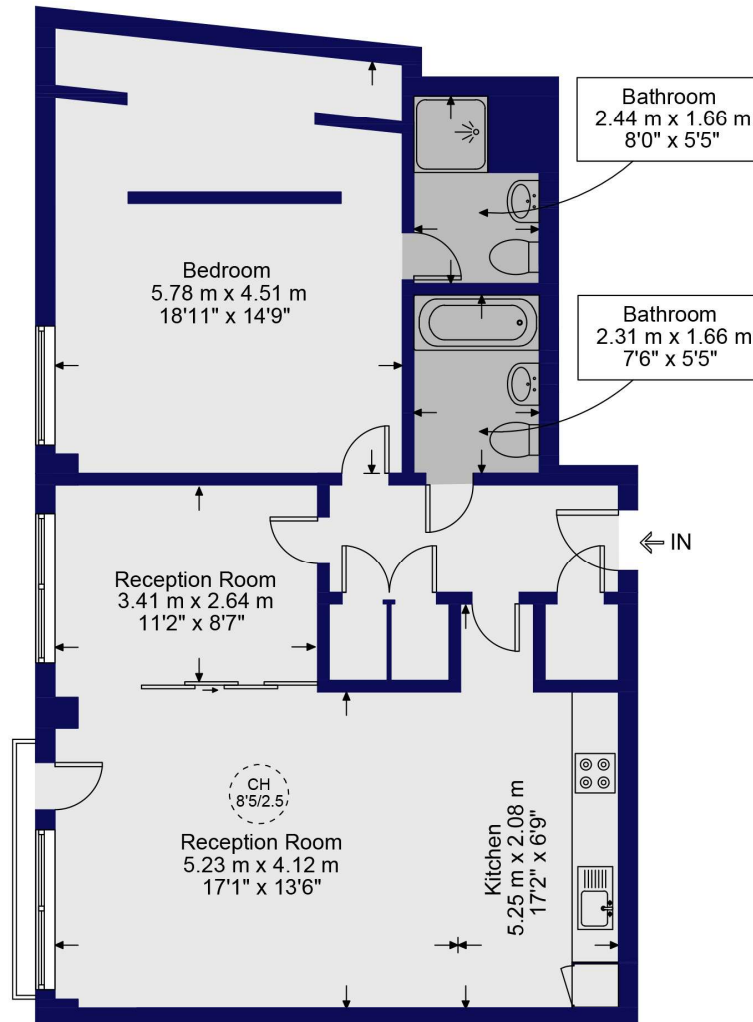 Bathroom
2.44 m x 1.66 m
8'0" x 5'5"
Bedroom
5.78 m x 4.51 m
18'11" x 14'9"
Bathroom
2.31 m x 1.66 m
7'6" x 5'5"
IN
Reception Room
3.41 m x 2.64 m
11'2" x 8'7"
CH
8'5/2.5
Reception Room
5.23 m x 4.12 m
17'1" x 13'6"
Kitchen
5.25 m x 2.08 m
17'2" x 6'9"